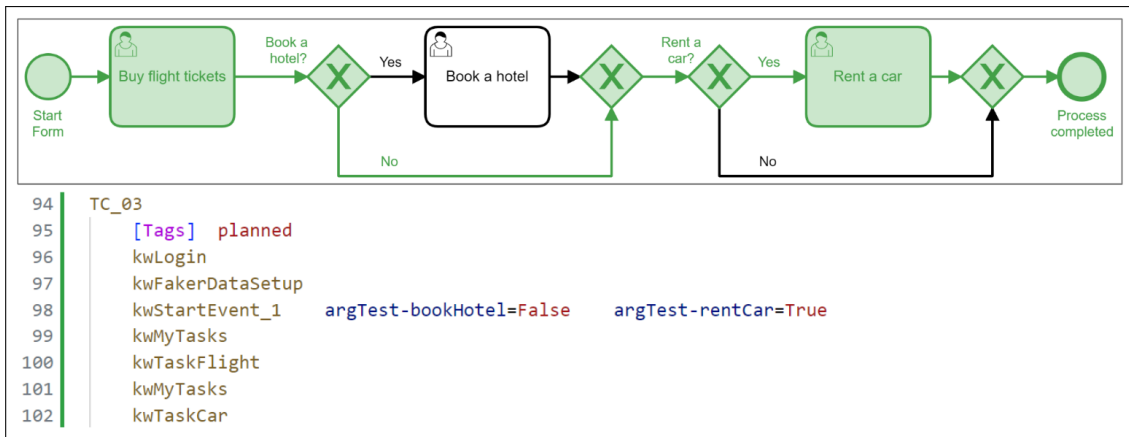 Book a
hotel?
Rent a
car?
Buy flight tickets
Yes
Book a hotel
Yes
Rent a car
Start
Form
Process
completed
No
No
94 TC_03
95 [Tags] planned
96 kwLogin
97 kwFakerDataSetup
98 kwStartEvent_1 argTest-bookHotel=False argTest-rentCar=True
99 kwMyTasks
100 kwTaskFlight
101 kwMyTasks
102 kwTaskCar